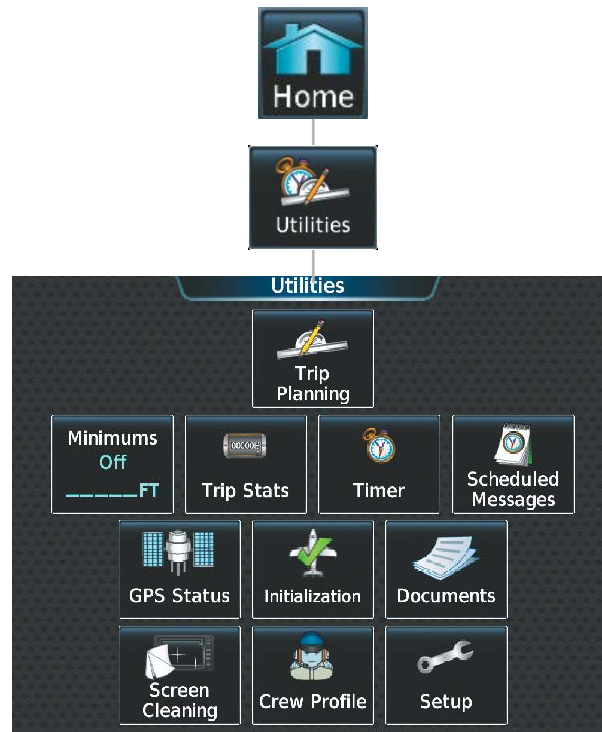 Home
Utilities
Utilities
Trip
Planning
Minimums
Off
_____FT
Trip Stats
Timer
Scheduled
Messages
GPS Status
Initialization
Documents
Screen
Cleaning
Crew Profile
Setup